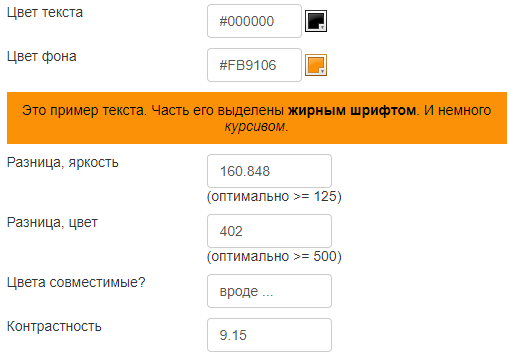 Цвет текста #000000
Цвет фона #FB9106
Это пример текста. Часть его выделены жирным шрифтом. И немного
курсивом.
Разница, яркость 160.848
(оптимально >= 125)
Разница, цвет 402
(оптимально >= 500)
Цвета совместимые? вроде ...
Контрастность 9.15